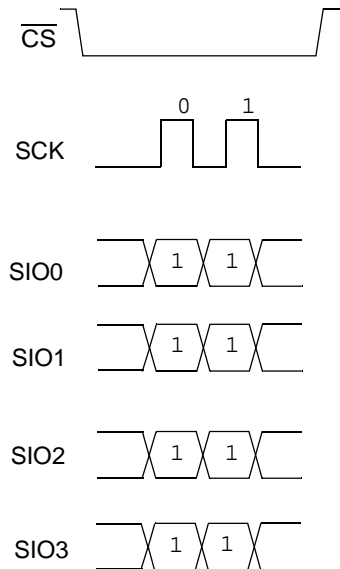 CS
0 1
SCK
SIO0 1 1
SIO1 1 1
SIO2 1 1
SIO3 1 1